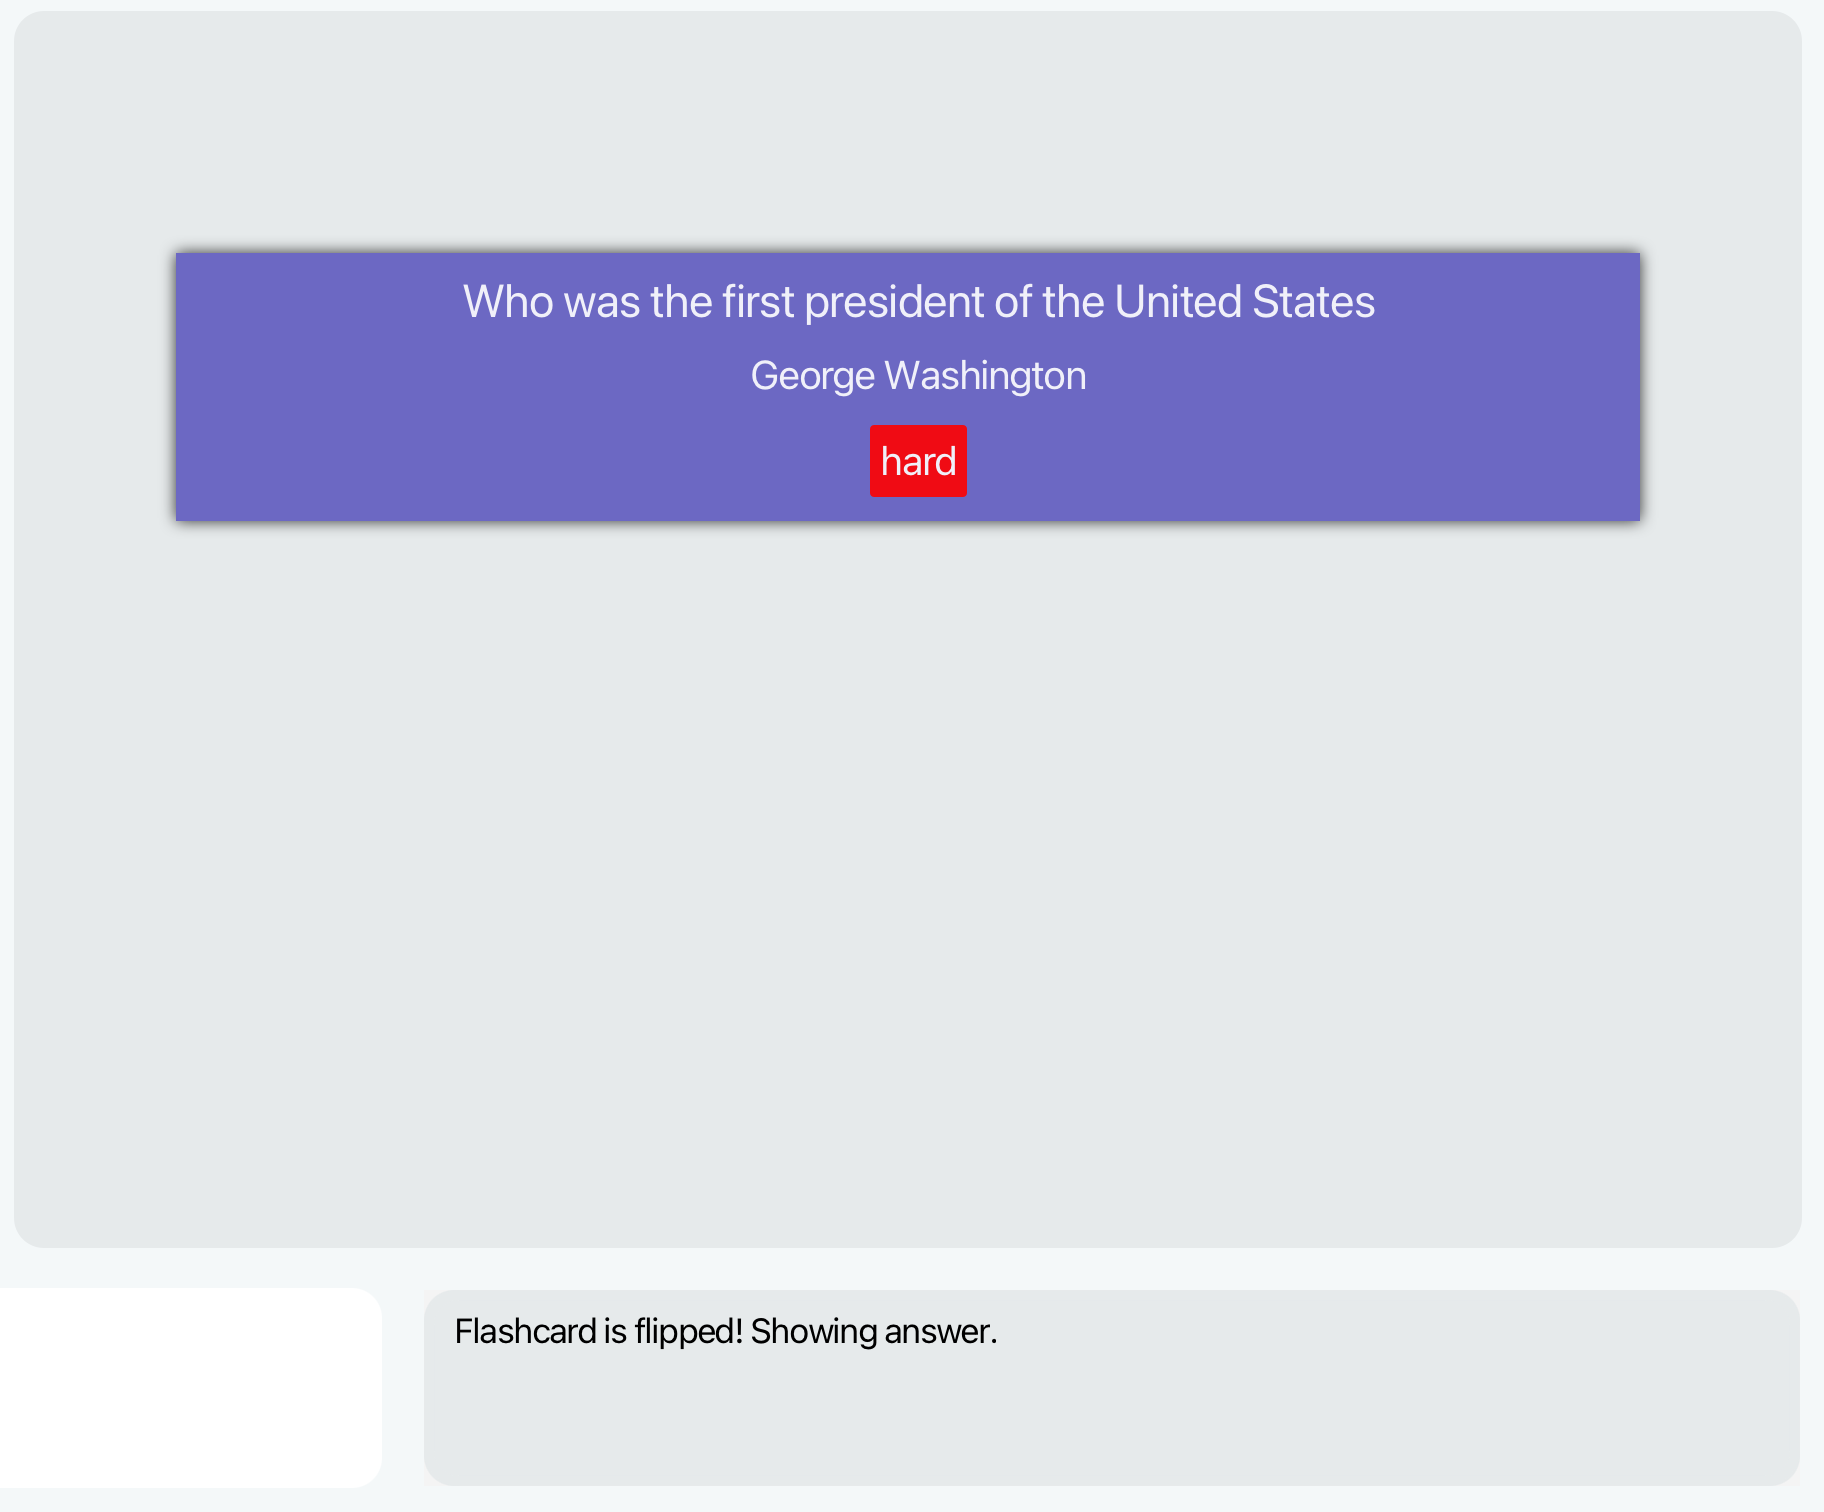 Who was the first president of the United States
George Washington
hard
Flashcard is flipped! Showing answer.